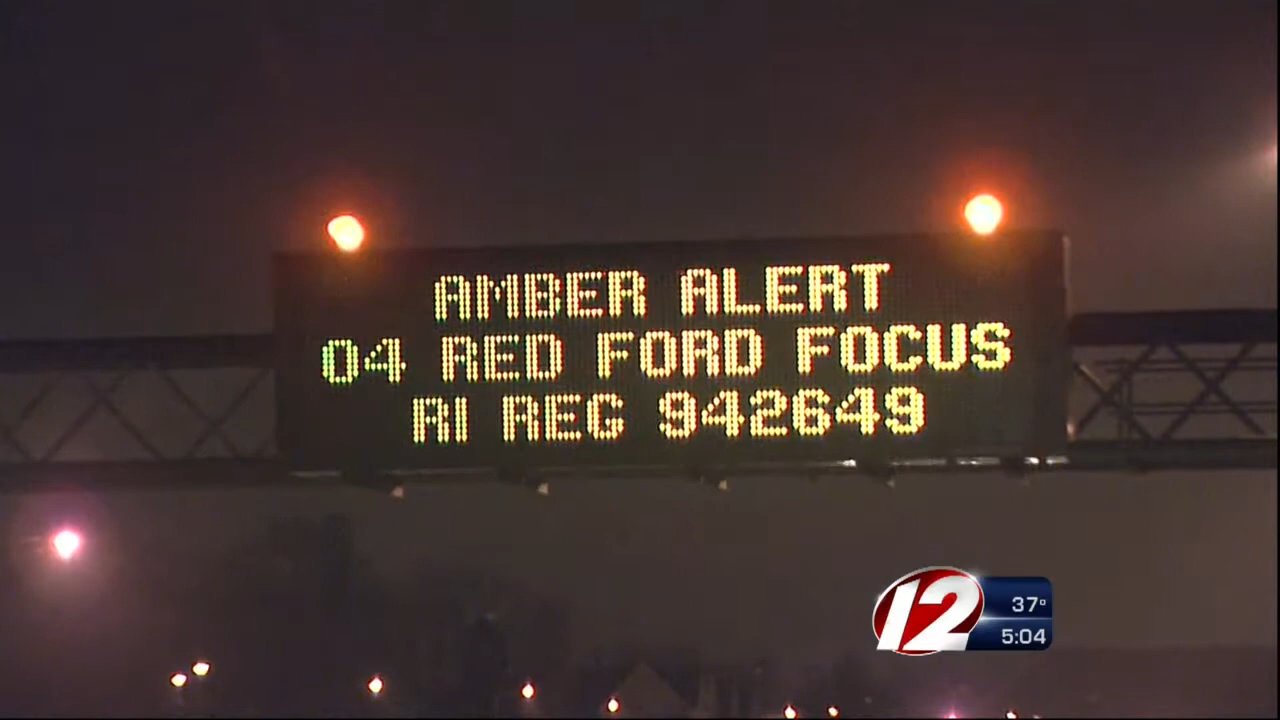 AMBER ALERT
04 RED FORD FOCUS
RI REG 942649
12
37°
5:04